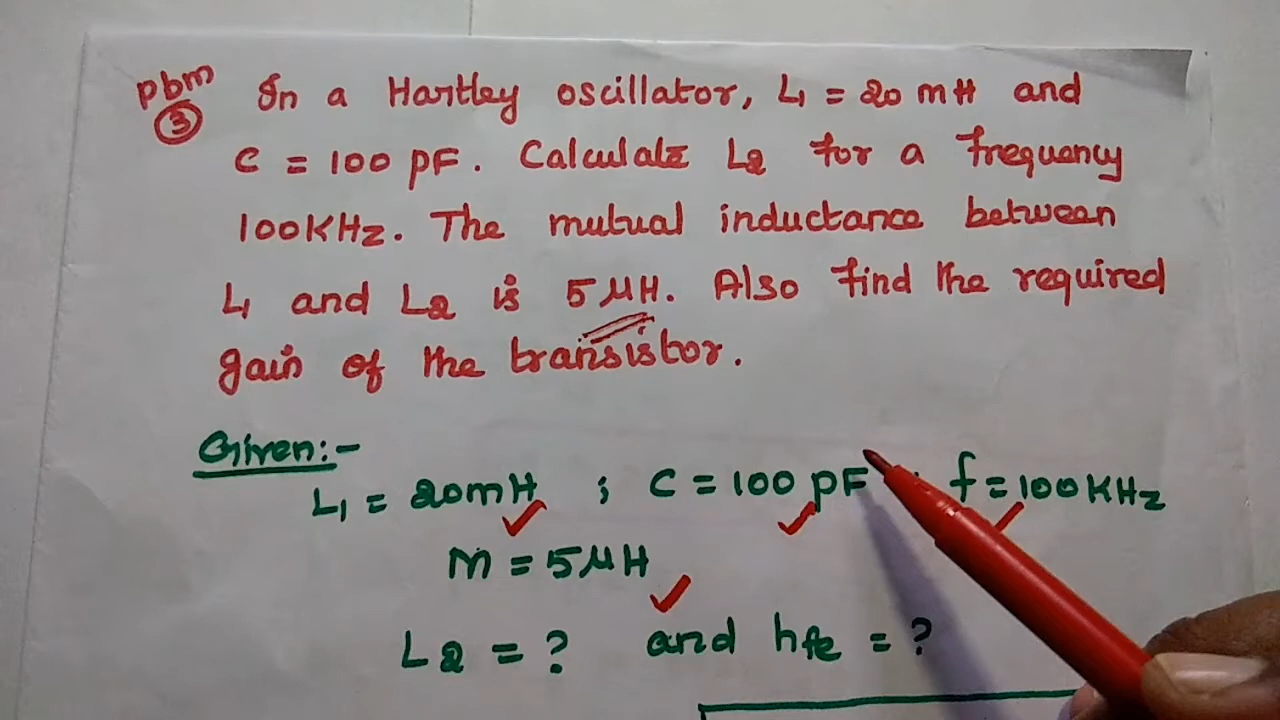 Pbm
③
In a Hartley oscillator, L1 = 20 mH and
C = 100 pF. Calculate L2 for a frequency
100KHz. The mutual inductance between
L1 and L2 is 5 μH. Also find the required
gain of the transistor.
Given:-
L1 = 20mH ; C = 100 pF ; f = 100KHz
M = 5μH
L2 = ? and hfe = ?